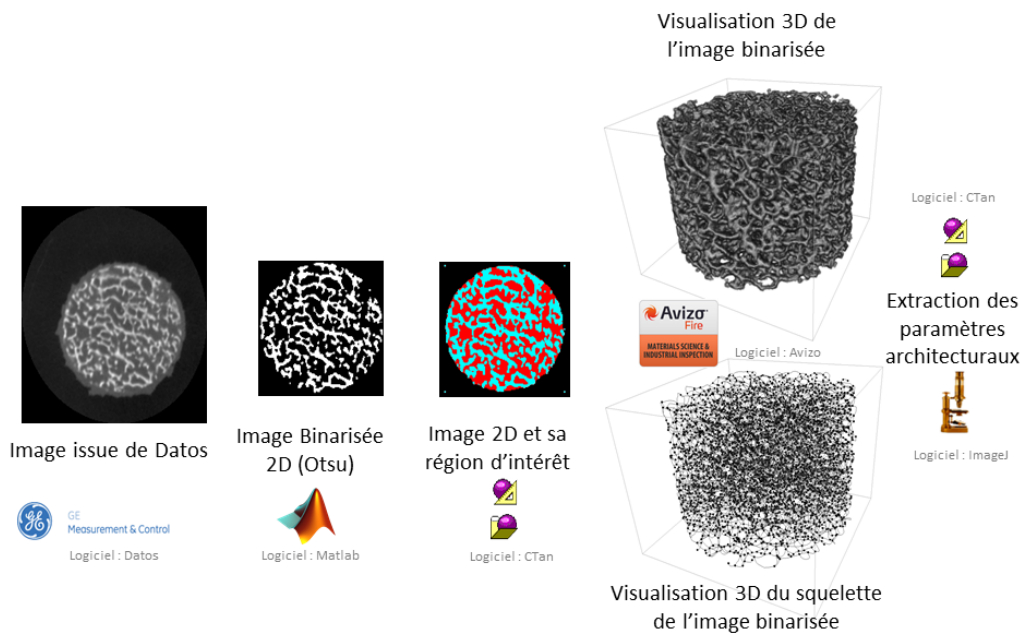 Visualisation 3D de
l'image binarisée
Logiciel : CTan
Avizo
Fire
MATERIALS SCIENCE &
INDUSTRIAL INSPECTION
Logiciel : Avizo
Extraction des
paramètres
architecturaux
Logiciel : ImageJ
Image issue de Datos
GE
Measurement & Control
Logiciel : Datos
Image Binarisée
2D (Otsu)
Logiciel : Matlab
Image 2D et sa
région d'intérêt
Logiciel : CTan
Visualisation 3D du squelette
de l'image binarisée